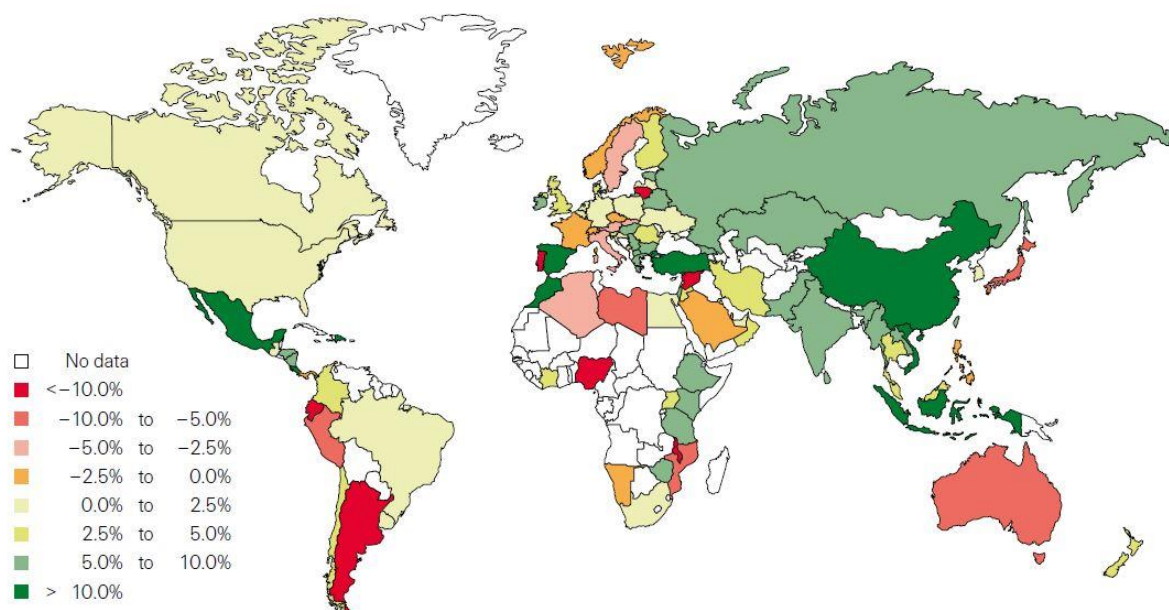 No data
<−10.0%
−10.0% to −5.0%
−5.0% to −2.5%
−2.5% to 0.0%
0.0% to 2.5%
2.5% to 5.0%
5.0% to 10.0%
> 10.0%